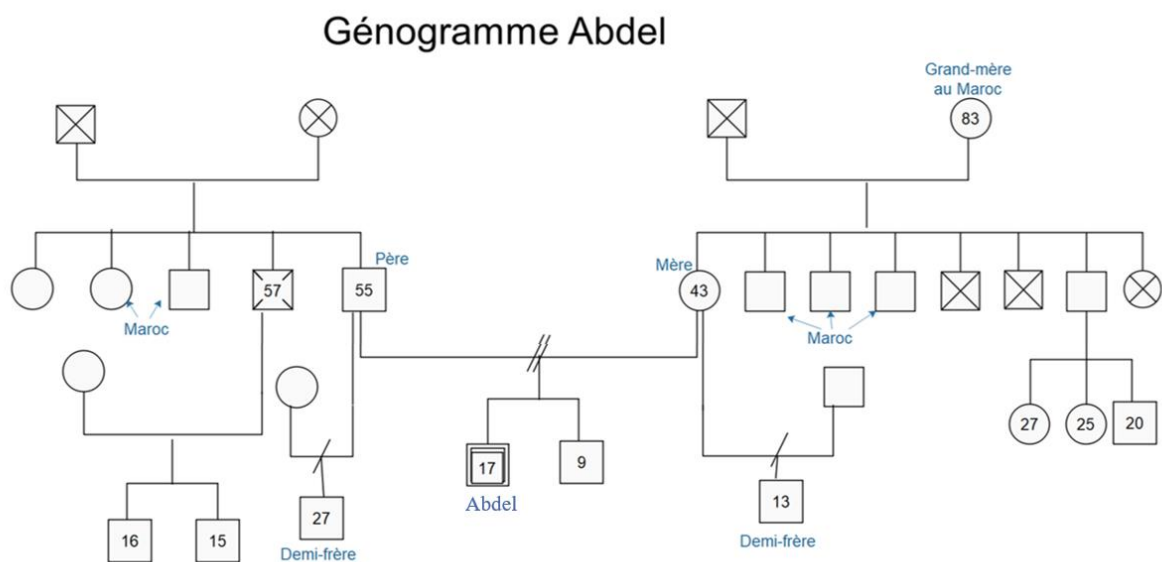 Génogramme Abdel
Grand-mère
au Maroc
83
Père
Mère
57
55
43
Maroc
Maroc
27
25
20
17
9
Abdel
27
13
16
15
Demi-frère
Demi-frère